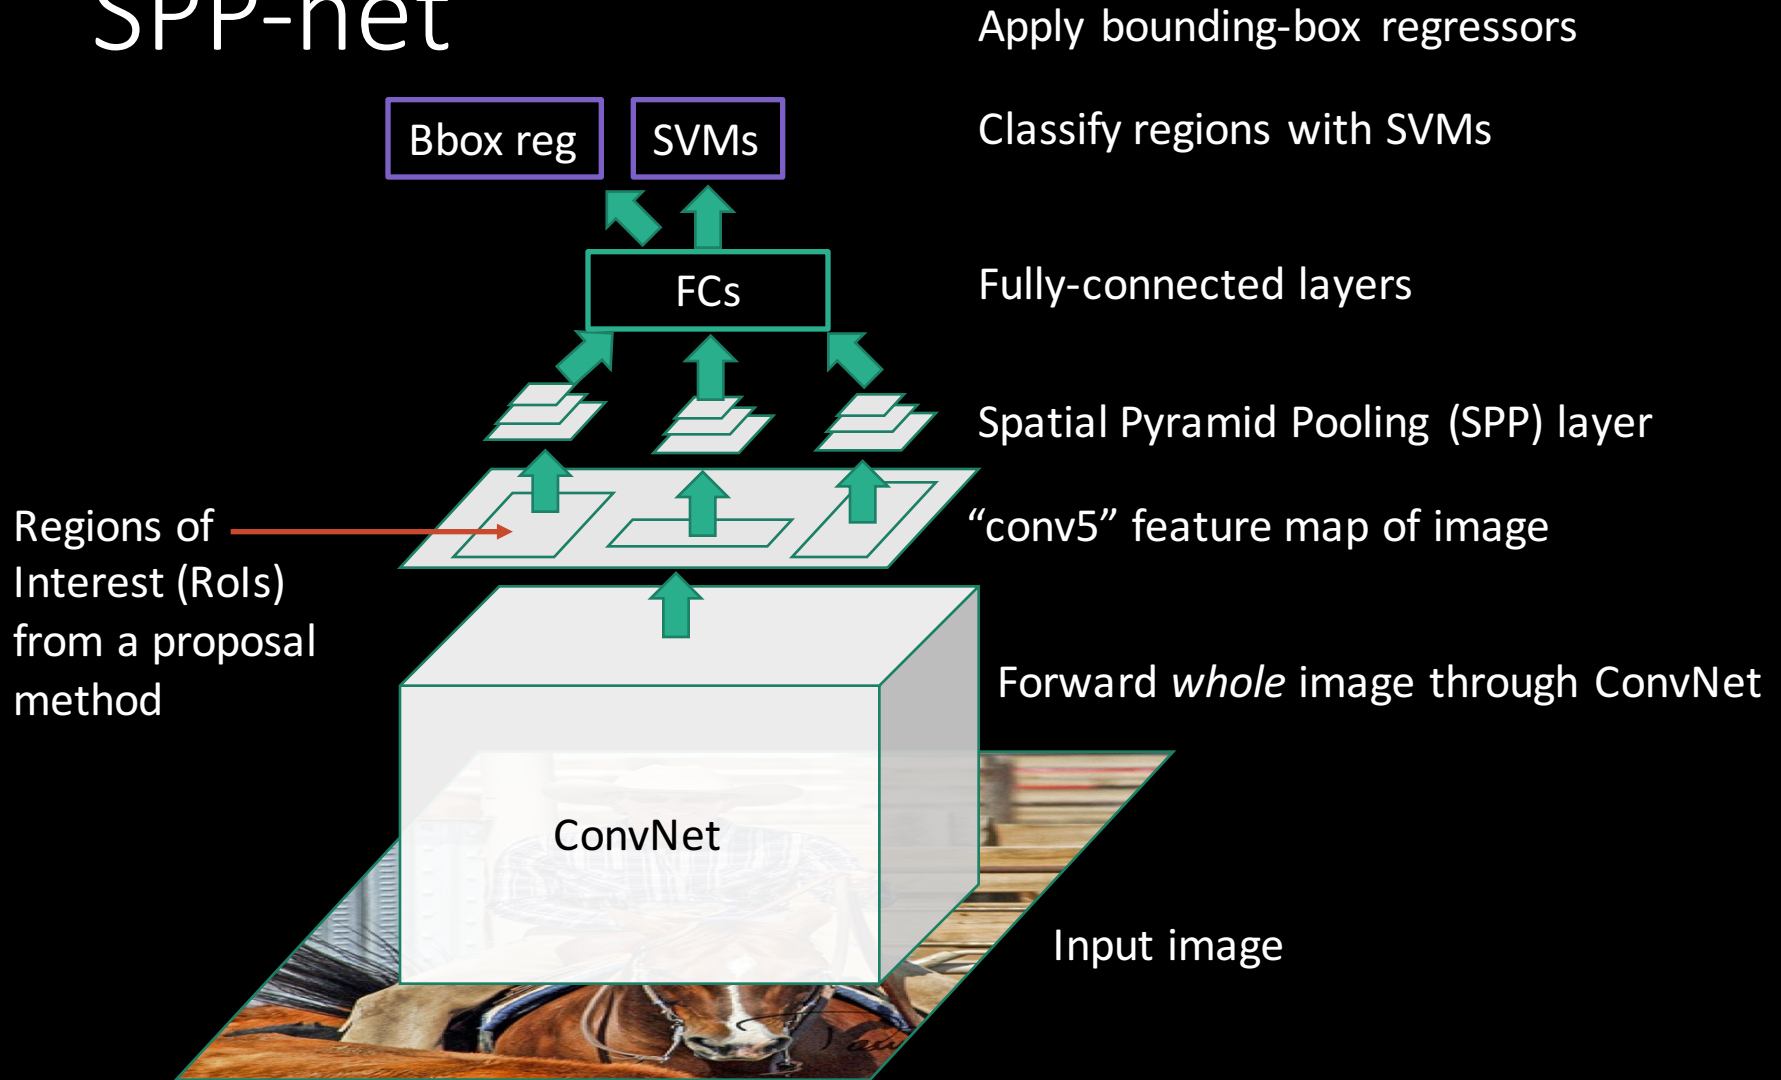 SPP-net
Apply bounding-box regressors
Bbox reg
SVMs
Classify regions with SVMs
FCs
Fully-connected layers
Spatial Pyramid Pooling (SPP) layer
Regions of
Interest (RoIs)
from a proposal
method
“conv5” feature map of image
Forward whole image through ConvNet
ConvNet
Input image